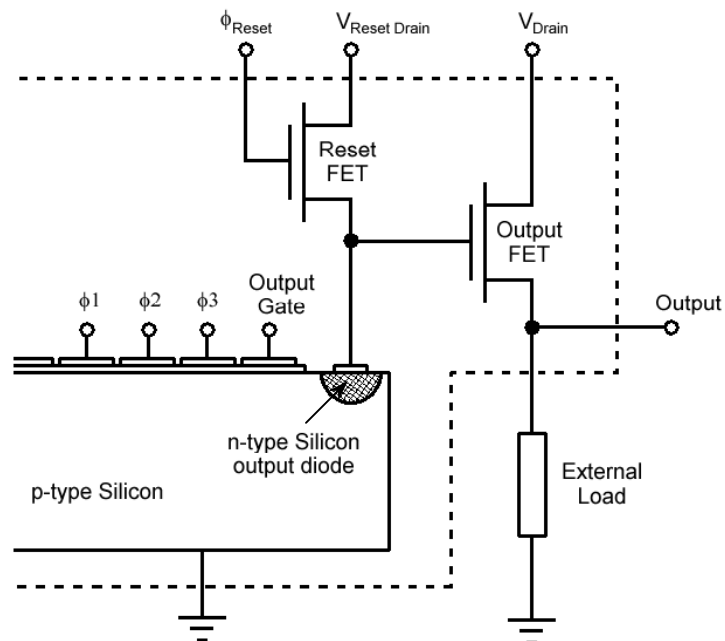 ϕReset
VReset Drain
VDrain
Reset
FET
Output
FET
Output
Gate
ϕ1
ϕ2
ϕ3
Output
n-type Silicon
output diode
p-type Silicon
External
Load